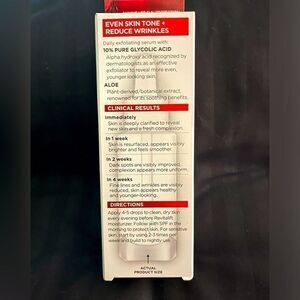 EVEN SKIN TONE +
REDUCE WRINKLES
Daily exfoliating serum with:
10% PURE GLYCOLIC ACID
Alpha hydroxy acid recognized by
dermatologists as an effective
exfoliator to reveal more even,
younger looking skin.
ALOE
Plant-derived/botanical extract,
renowned for its soothing benefits.
CLINICAL RESULTS
Immediately
Skin is deeply clarified to reveal
new skin and a fresh complexion.
In 1 week
Skin is resurfaced, appears visibly
brighter and feels smoother.
In 2 weeks
Dark spots are visibly improved,
complexion appears more uniform.
In 4 weeks
Fine lines and wrinkles are visibly
reduced, skin appears healthy
and younger-looking.
DIRECTIONS
Apply 4-5 drops to clean, dry skin
every evening before Revitalift
moisturizer. Follow with SPF in the
morning to protect skin. For sensitive
skin, start by using 2-3 times per
week and build to nightly use.
ACTUAL
PRODUCT SIZE